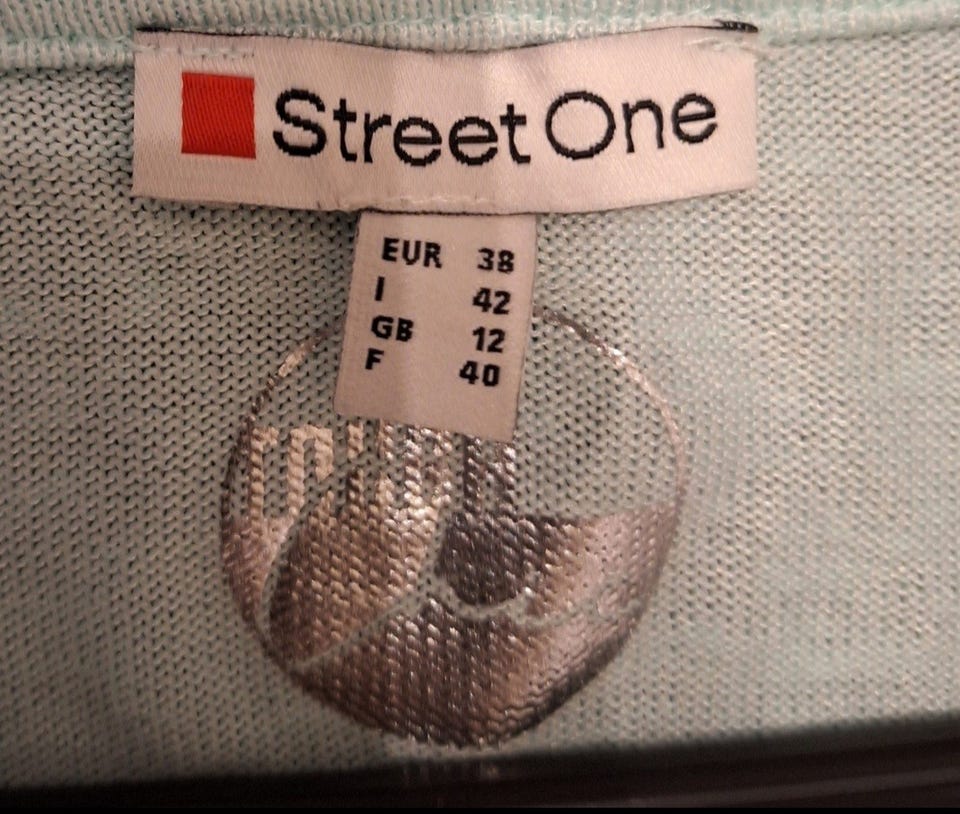 Street One
EUR 38
I 42
GB 12
F 40